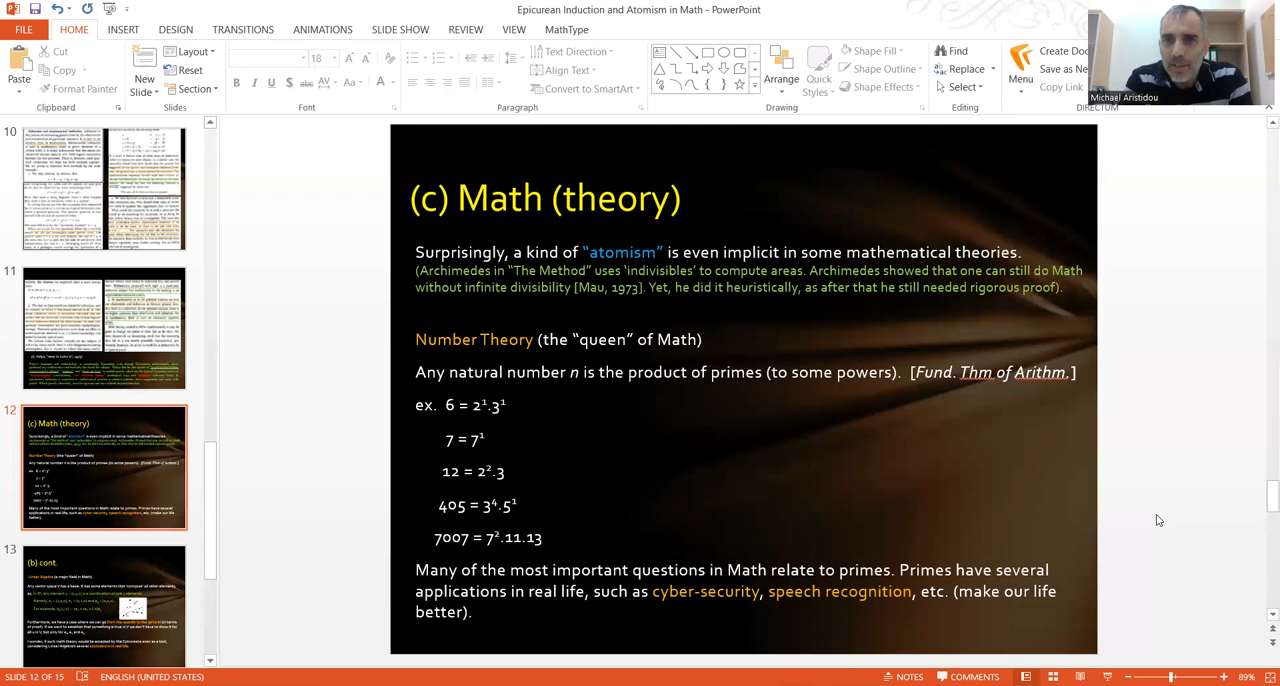 Epicurean Induction and Atomism in Math - PowerPoint
FILE HOME INSERT DESIGN TRANSITIONS ANIMATIONS SLIDE SHOW REVIEW VIEW MathType
Paste
Cut
Copy
Format Painter
Clipboard
New
Slide
Layout
Reset
Section
Slides
18
B I U S abc AV Aa A
Font
Text Direction
Align Text
Convert to SmartArt
Paragraph
Arrange
Quick
Styles
Shape Fill
Shape Outline
Shape Effects
Drawing
Find
Replace
Select
Editing
Menu
Create Doc
Save as Ne
Copy Link
DIRECTUM
Michael Aristidou
10
11
12
(c) Math (theory)
13
(b) cont.
(c) Math (theory)
Surprisingly, a kind of “atomism” is even implicit in some mathematical theories.
(Archimedes in “The Method” uses ‘indivisibles’ to compute areas. Archimedes showed that one can still do Math
without infinite divisibility [Mau, 1973]. Yet, he did it heuristically, as after that he still needed rigorous proof).
Number Theory (the “queen” of Math)
Any natural number n is the product of primes (to some powers). [Fund. Thm of Arithm.]
ex. 6 = 2¹.3¹
7 = 7¹
12 = 2².3
405 = 3⁴.5¹
7007 = 7².11.13
Many of the most important questions in Math relate to primes. Primes have several
applications in real life, such as cyber-security, speech recognition, etc. (make our life
better).
SLIDE 12 OF 15 ENGLISH (UNITED STATES) NOTES COMMENTS 89%